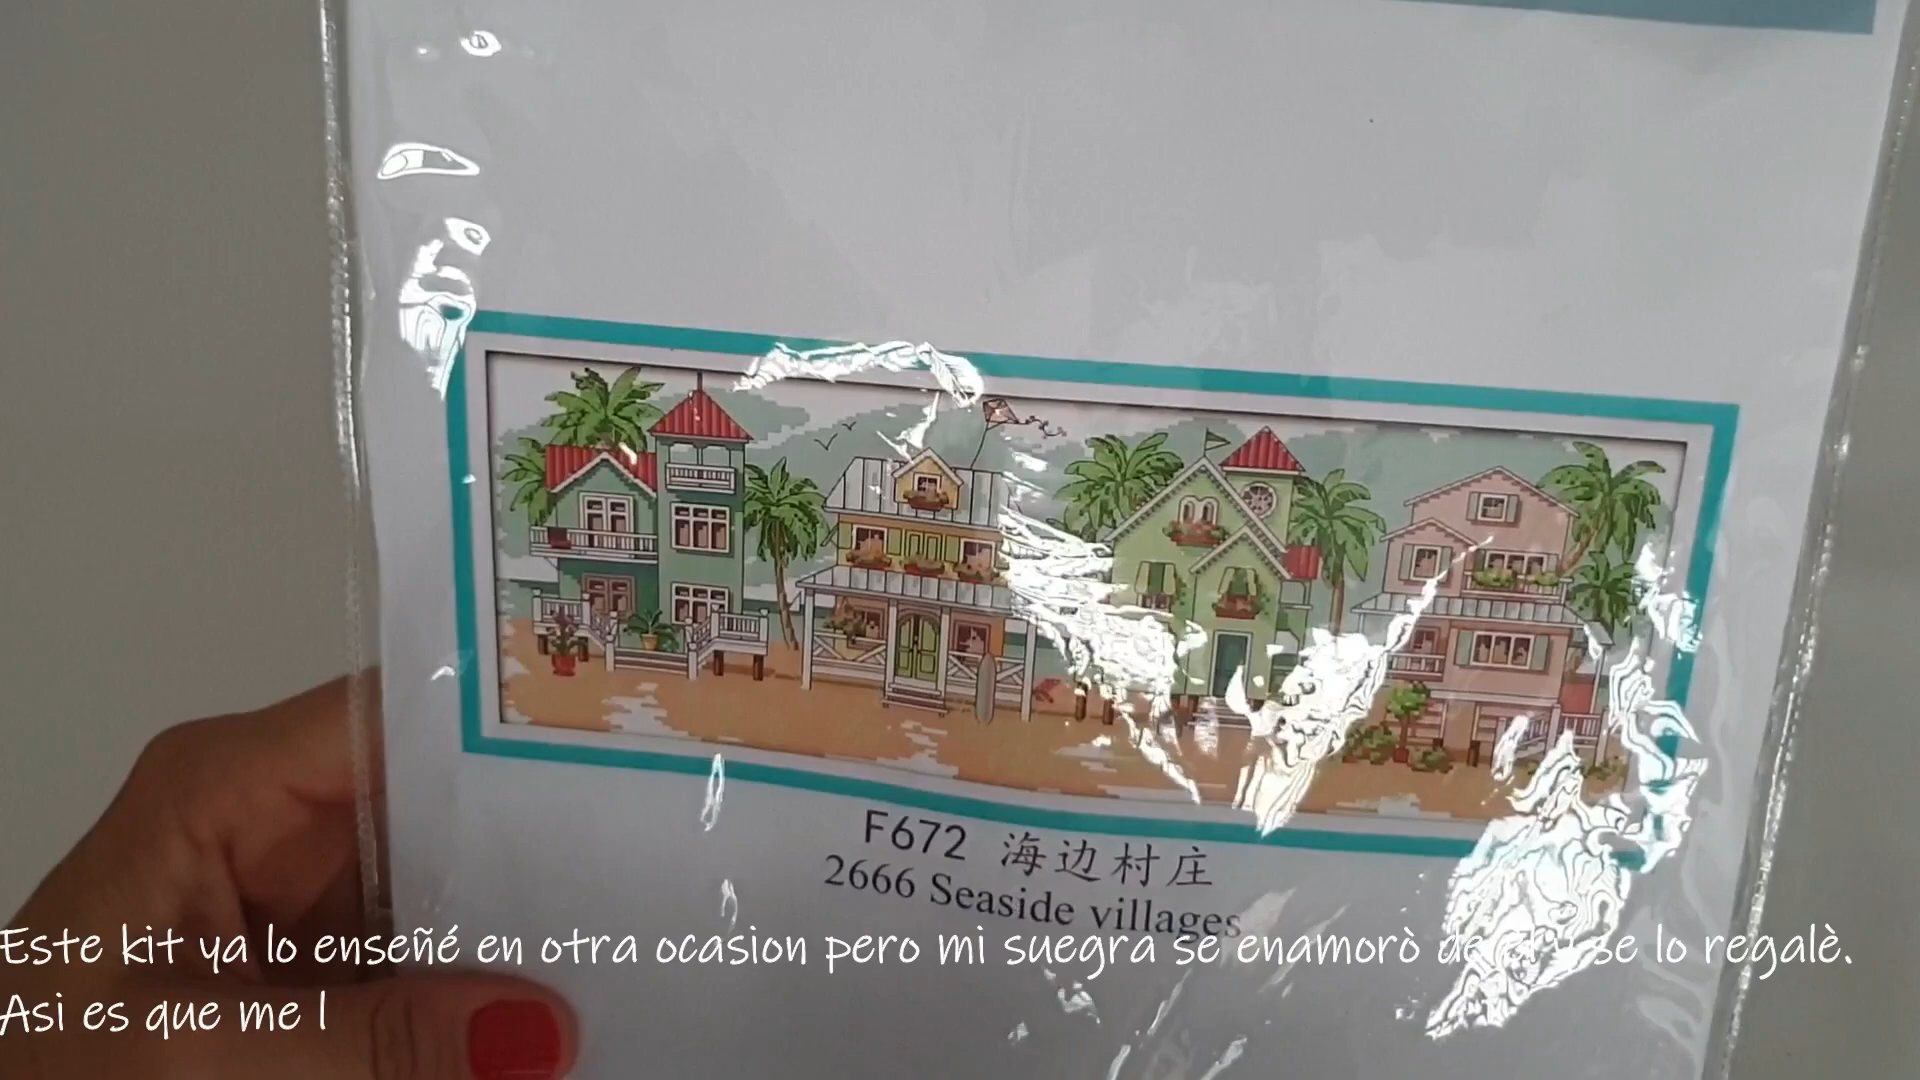 F672 海边村庄
2666 Seaside villages
Este kit ya lo enseñé en otra ocasion pero mi suegra se enamorò de él y se lo regalè.
Asi es que me l